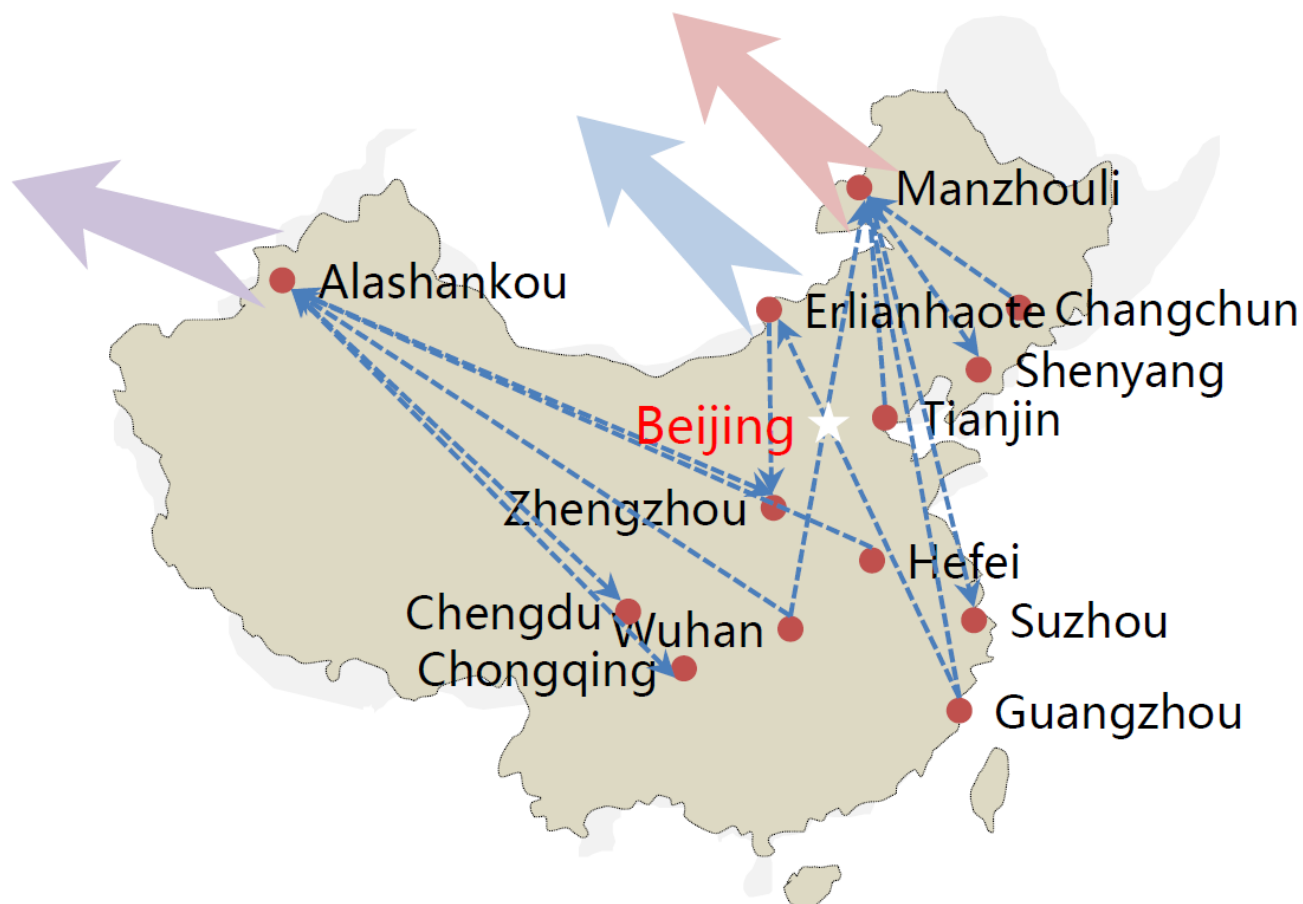 Manzhouli
Alashankou
Erlianhaote
Changchun
Shenyang
Beijing
Tianjin
Zhengzhou
Hefei
Chengdu
Wuhan
Suzhou
Chongqing
Guangzhou